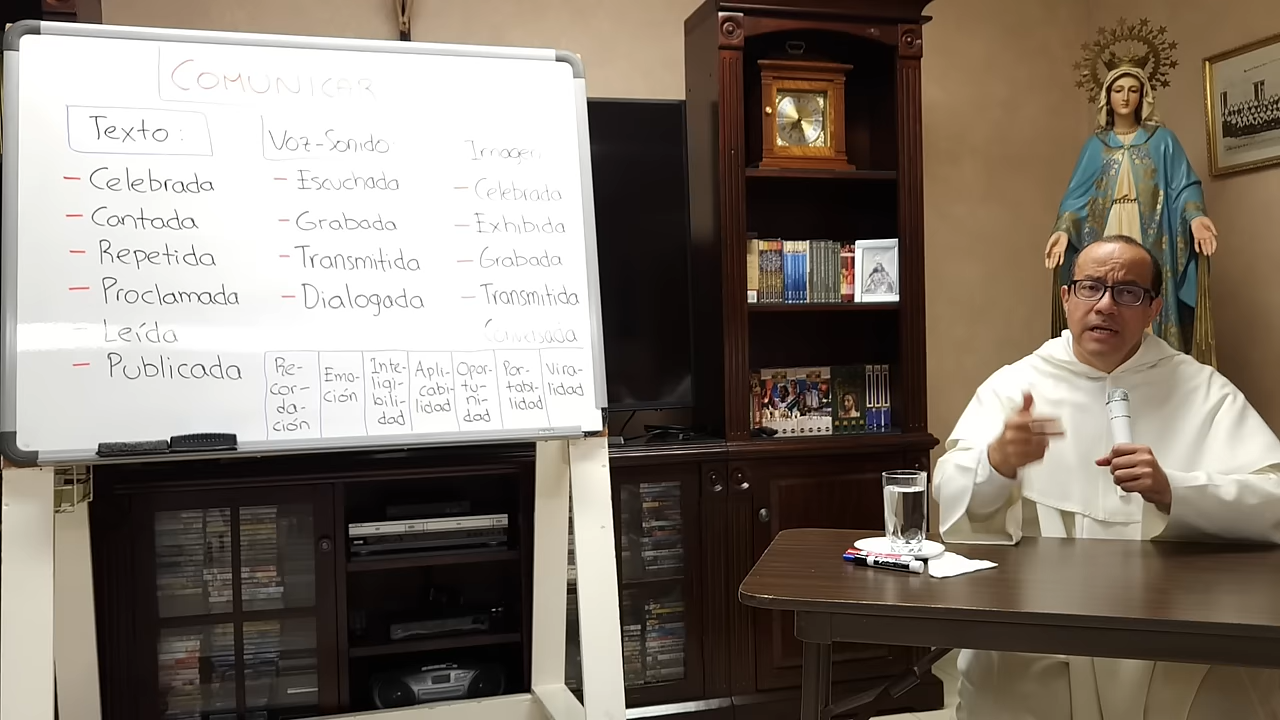 COMUNICAR
Texto:
- Celebrada
- Cantada
- Repetida
- Proclamada
- Leída
- Publicada
Voz-Sonido
- Escuchada
- Grabada
- Transmitida
- Dialogada
Imagen
- Celebrada
- Exhibida
- Grabada
- Transmitida
Conversada
Re-
cor-
da-
ción
Emo-
ción
Inte-
ligi-
bili-
dad
Apli-
cabi-
lidad
Opor-
tu-
ni-
dad
Por-
tabi-
lidad
Vira-
lidad